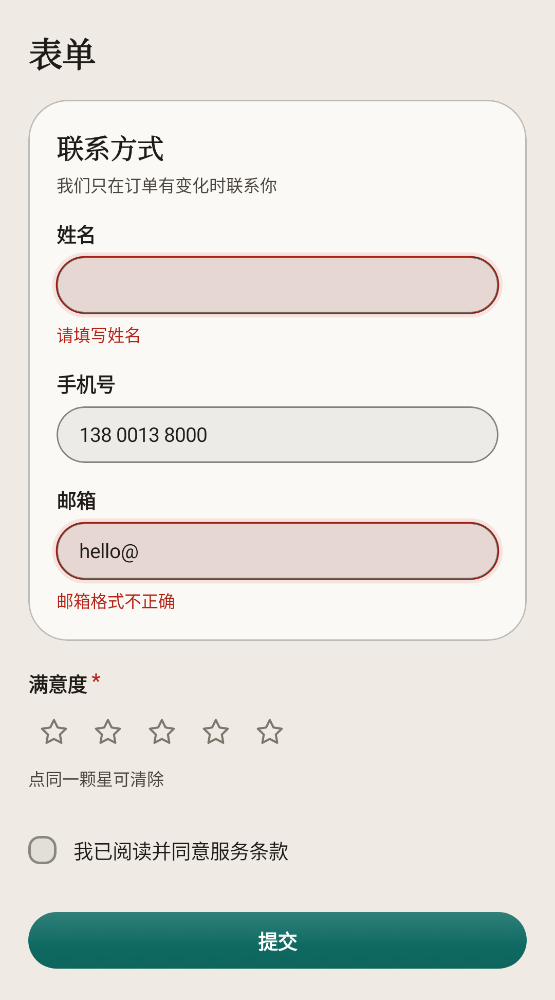 表单
联系方式
我们只在订单有变化时联系你
姓名
请填写姓名
手机号
138 0013 8000
邮箱
hello@
邮箱格式不正确
满意度 *
点同一颗星可清除
我已阅读并同意服务条款
提交